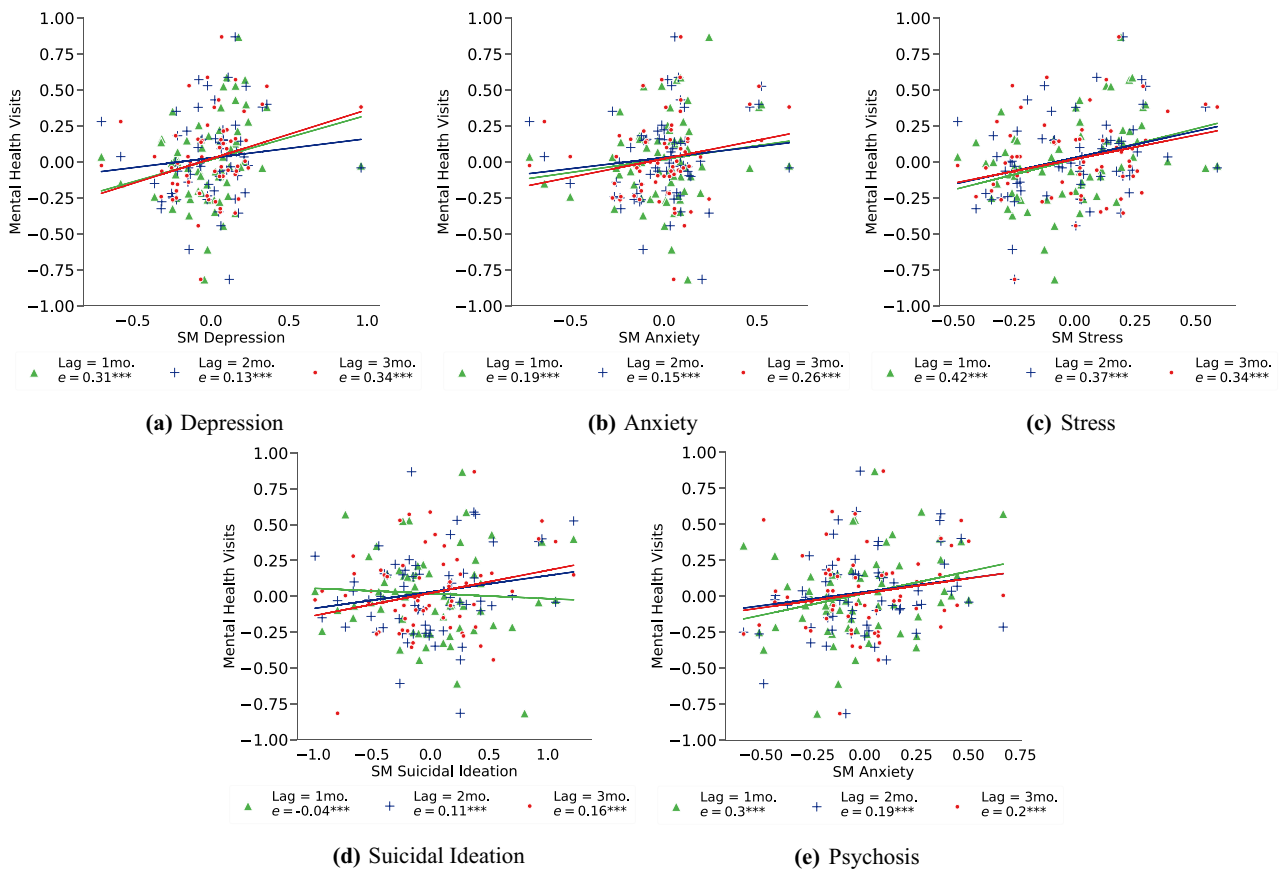 1.00
0.75
0.50
0.25
0.00
−0.25
−0.50
−0.75
−1.00
Mental Health Visits
−0.5 0.0 0.5 1.0
SM Depression
Lag = 1mo. Lag = 2mo. Lag = 3mo.
e = 0.31*** e = 0.13*** e = 0.34***
(a) Depression
1.00
0.75
0.50
0.25
0.00
−0.25
−0.50
−0.75
−1.00
Mental Health Visits
−0.5 0.0 0.5
SM Anxiety
Lag = 1mo. Lag = 2mo. Lag = 3mo.
e = 0.19*** e = 0.15*** e = 0.26***
(b) Anxiety
1.00
0.75
0.50
0.25
0.00
−0.25
−0.50
−0.75
−1.00
Mental Health Visits
−0.50 −0.25 0.00 0.25 0.50
SM Stress
Lag = 1mo. Lag = 2mo. Lag = 3mo.
e = 0.42*** e = 0.37*** e = 0.34***
(c) Stress
1.00
0.75
0.50
0.25
0.00
−0.25
−0.50
−0.75
−1.00
Mental Health Visits
−1.0 −0.5 0.0 0.5 1.0
SM Suicidal Ideation
Lag = 1mo. Lag = 2mo. Lag = 3mo.
e = -0.04*** e = 0.11*** e = 0.16***
(d) Suicidal Ideation
1.00
0.75
0.50
0.25
0.00
−0.25
−0.50
−0.75
−1.00
Mental Health Visits
−0.50 −0.25 0.00 0.25 0.50 0.75
SM Anxiety
Lag = 1mo. Lag = 2mo. Lag = 3mo.
e = 0.3*** e = 0.19*** e = 0.2***
(e) Psychosis